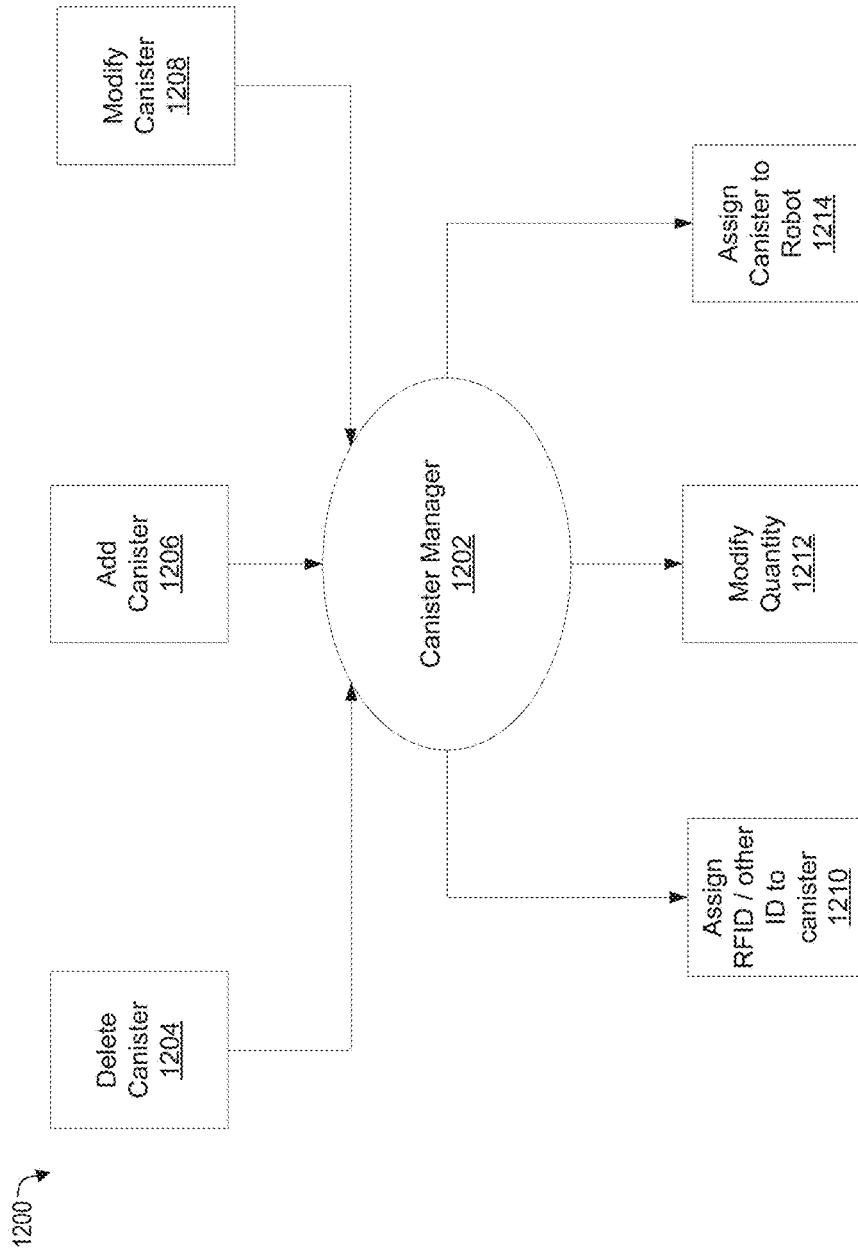 1200
Delete
Canister
1204
Add
Canister
1206
Modify
Canister
1208
Canister Manager
1202
Assign
RFID / other
ID to
canister
1210
Modify
Quantity
1212
Assign
Canister to
Robot
1214